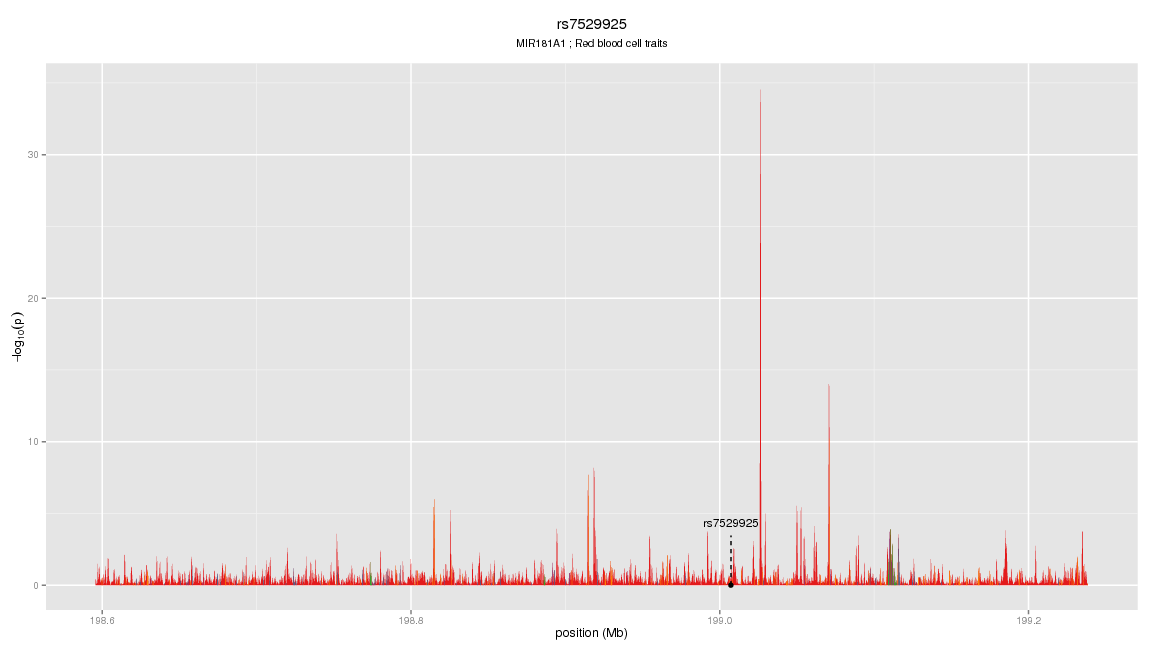 rs7529925
MIR181A1 ; Red blood cell traits
30
20
10
0
−log10(p)
rs7529925
198.6
198.8
199.0
199.2
position (Mb)